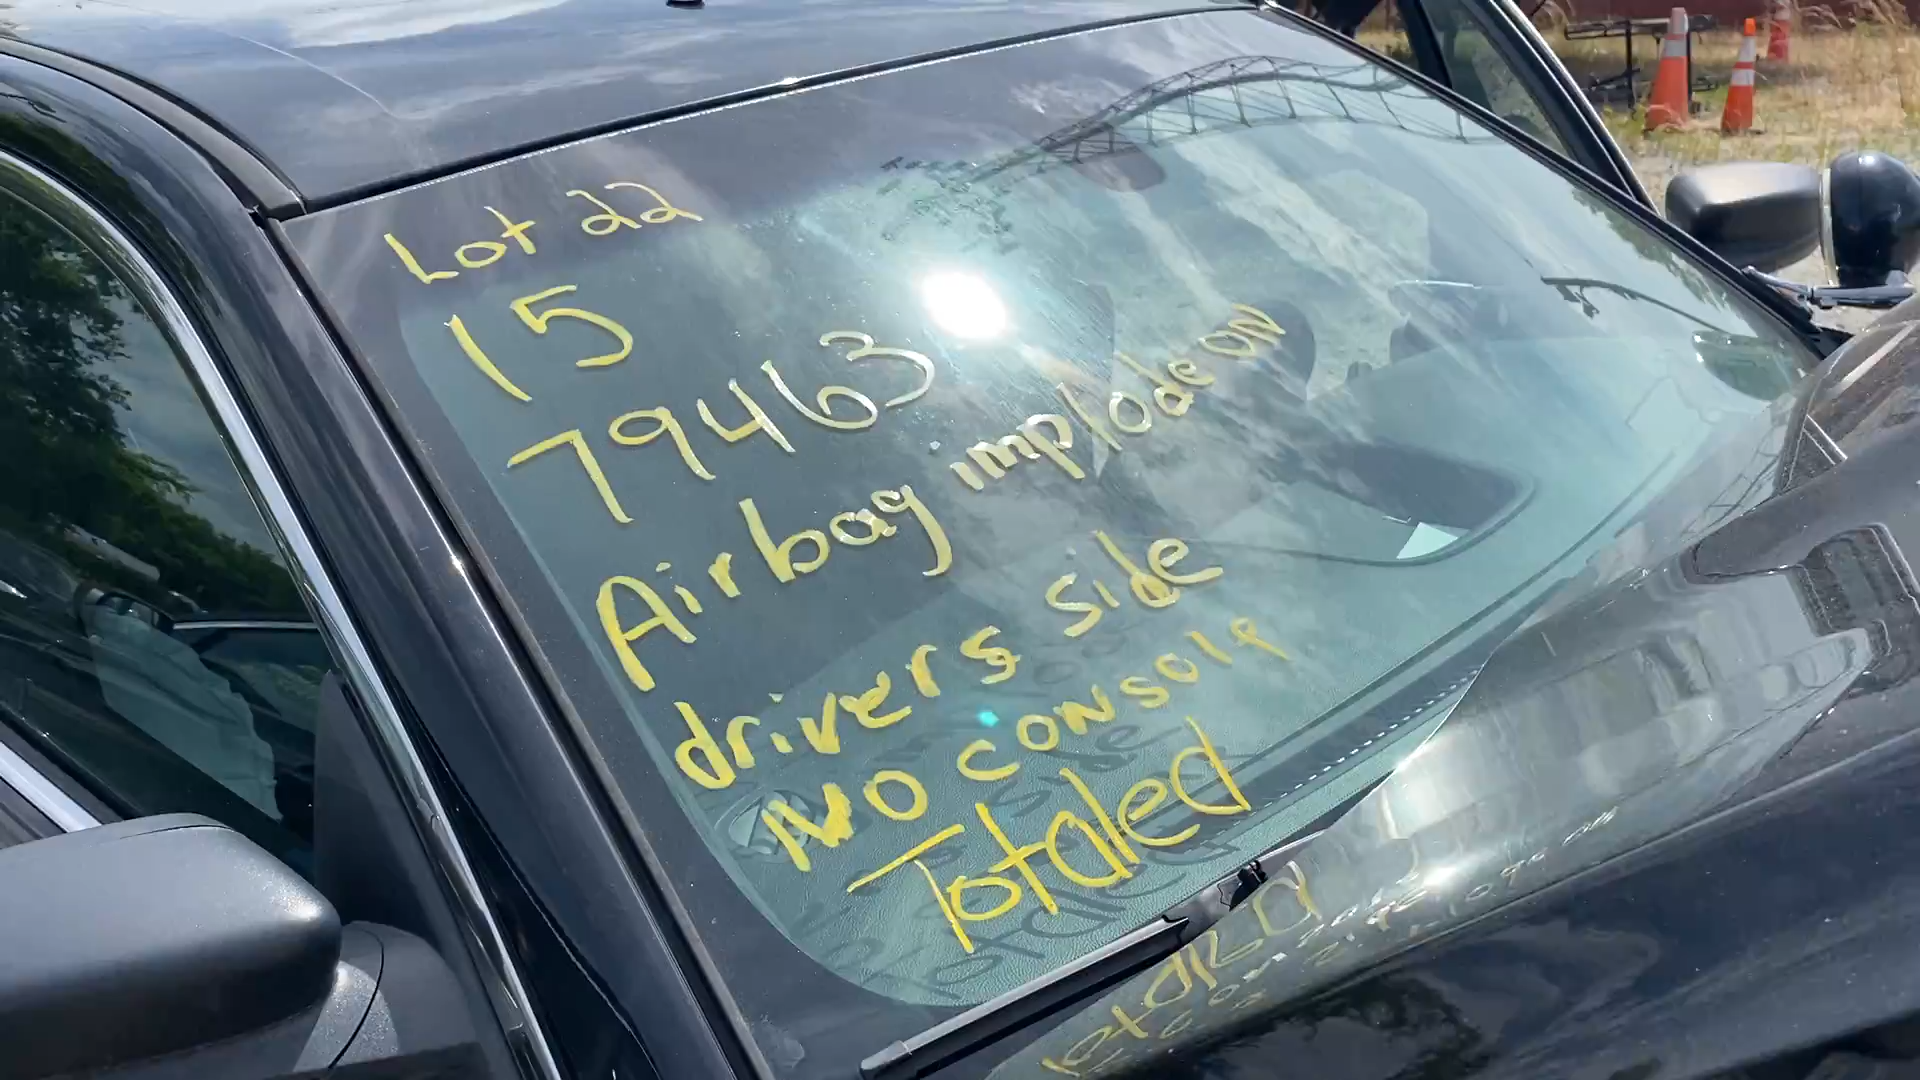 Lot 22
15
79463
Airbag implode ON
drivers side
NO CONSOle
Totaled